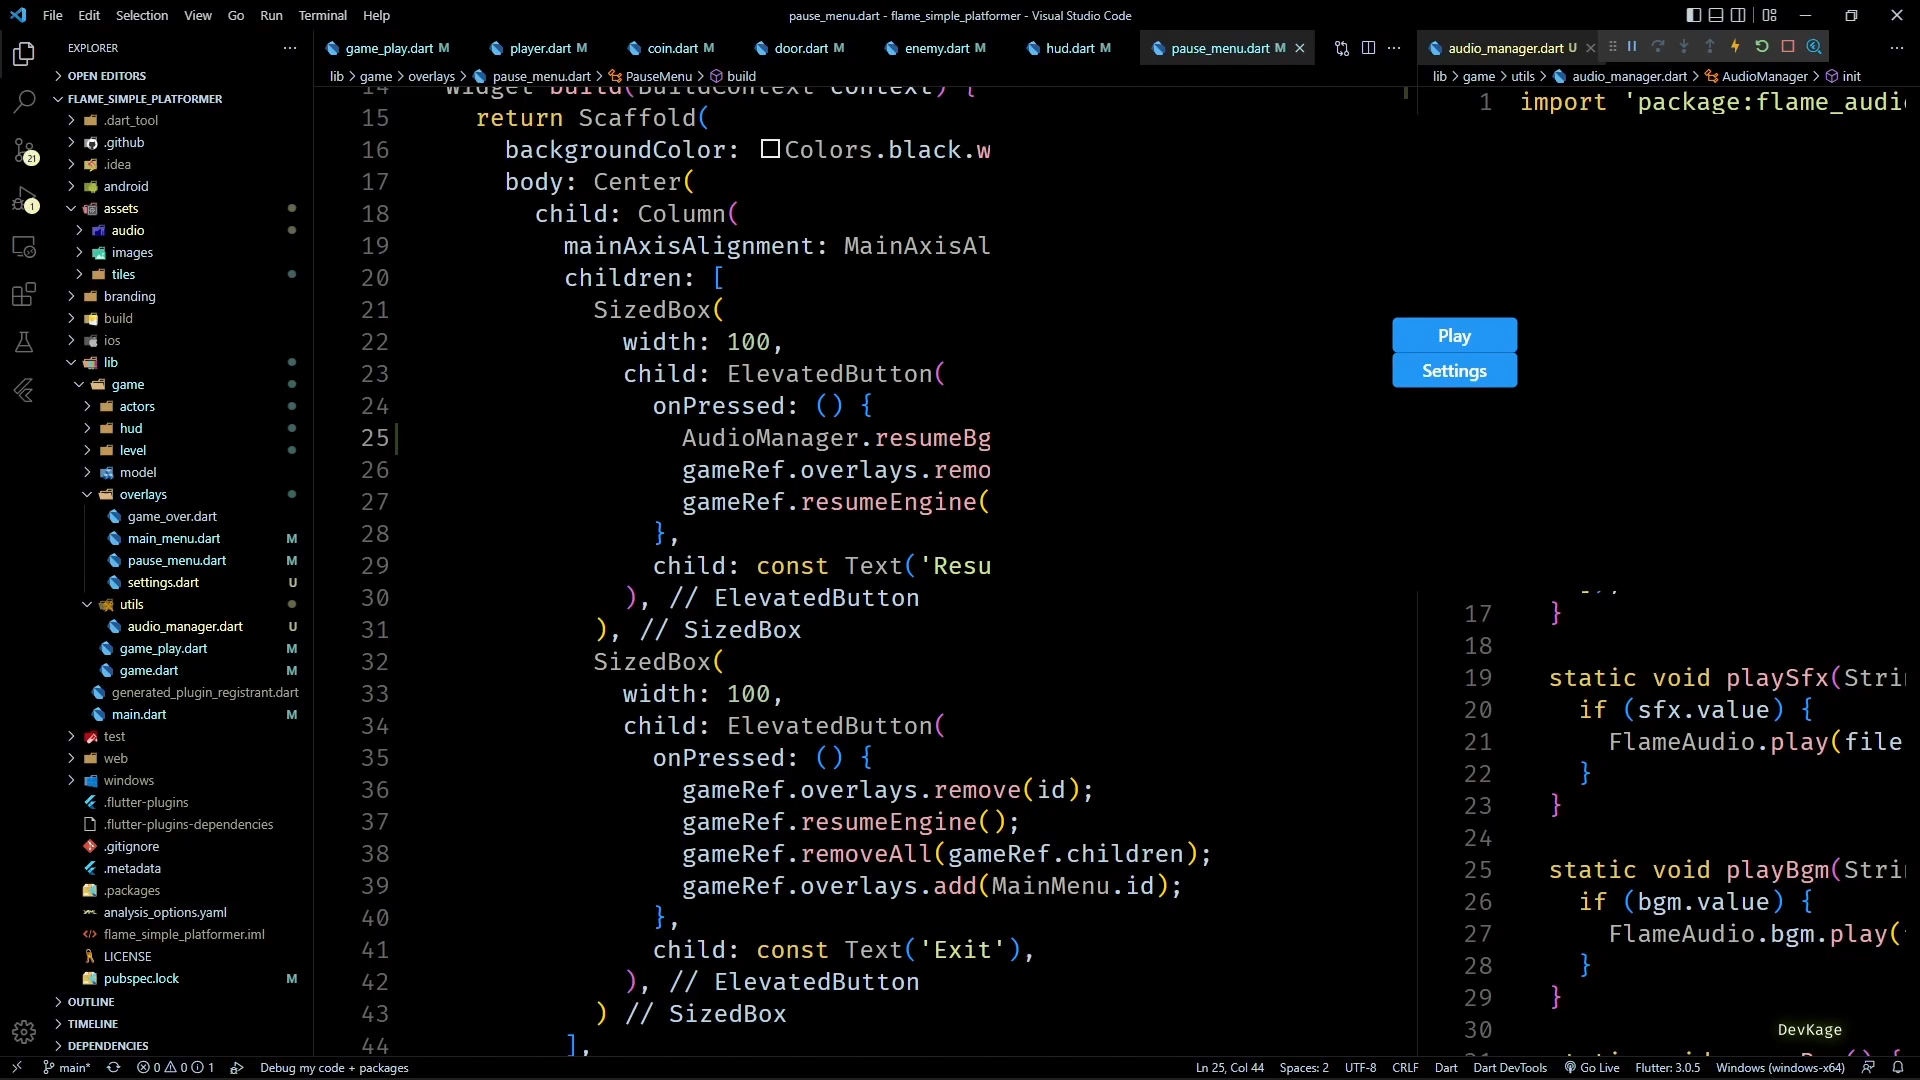 File Edit Selection View Go Run Terminal Help
pause_menu.dart - flame_simple_platformer - Visual Studio Code
EXPLORER
OPEN EDITORS
FLAME_SIMPLE_PLATFORMER
.dart_tool
.github
.idea
android
assets
audio
images
tiles
branding
build
ios
lib
game
actors
hud
level
model
overlays
game_over.dart
main_menu.dart M
pause_menu.dart M
settings.dart U
utils
audio_manager.dart U
game_play.dart M
game.dart M
generated_plugin_registrant.dart
main.dart M
test
web
windows
.flutter-plugins
.flutter-plugins-dependencies
.gitignore
.metadata
.packages
analysis_options.yaml
flame_simple_platformer.iml
LICENSE
pubspec.lock M
OUTLINE
TIMELINE
DEPENDENCIES
21
1
game_play.dart M player.dart M coin.dart M door.dart M enemy.dart M hud.dart M pause_menu.dart M
lib > game > overlays > pause_menu.dart > PauseMenu > build
14 Widget build(BuildContext context) {
15 return Scaffold(
16 backgroundColor: Colors.black.w
17 body: Center(
18 child: Column(
19 mainAxisAlignment: MainAxisAl
20 children: [
21 SizedBox(
22 width: 100,
23 child: ElevatedButton(
24 onPressed: () {
25 AudioManager.resumeBg
26 gameRef.overlays.remo
27 gameRef.resumeEngine(
28 },
29 child: const Text('Resu
30 ), // ElevatedButton
31 ), // SizedBox
32 SizedBox(
33 width: 100,
34 child: ElevatedButton(
35 onPressed: () {
36 gameRef.overlays.remove(id);
37 gameRef.resumeEngine();
38 gameRef.removeAll(gameRef.children);
39 gameRef.overlays.add(MainMenu.id);
40 },
41 child: const Text('Exit'),
42 ), // ElevatedButton
43 ) // SizedBox
44 ],
Play
Settings
audio_manager.dart U
lib > game > utils > audio_manager.dart > AudioManager > init
1 import 'package:flame_audi
17 }
18
19 static void playSfx(Stri
20 if (sfx.value) {
21 FlameAudio.play(file
22 }
23 }
24
25 static void playBgm(Stri
26 if (bgm.value) {
27 FlameAudio.bgm.play(
28 }
29 }
30
DevKage
main* 0 0 1 Debug my code + packages
Ln 25, Col 44 Spaces: 2 UTF-8 CRLF Dart Dart DevTools Go Live Flutter: 3.0.5 Windows (windows-x64)